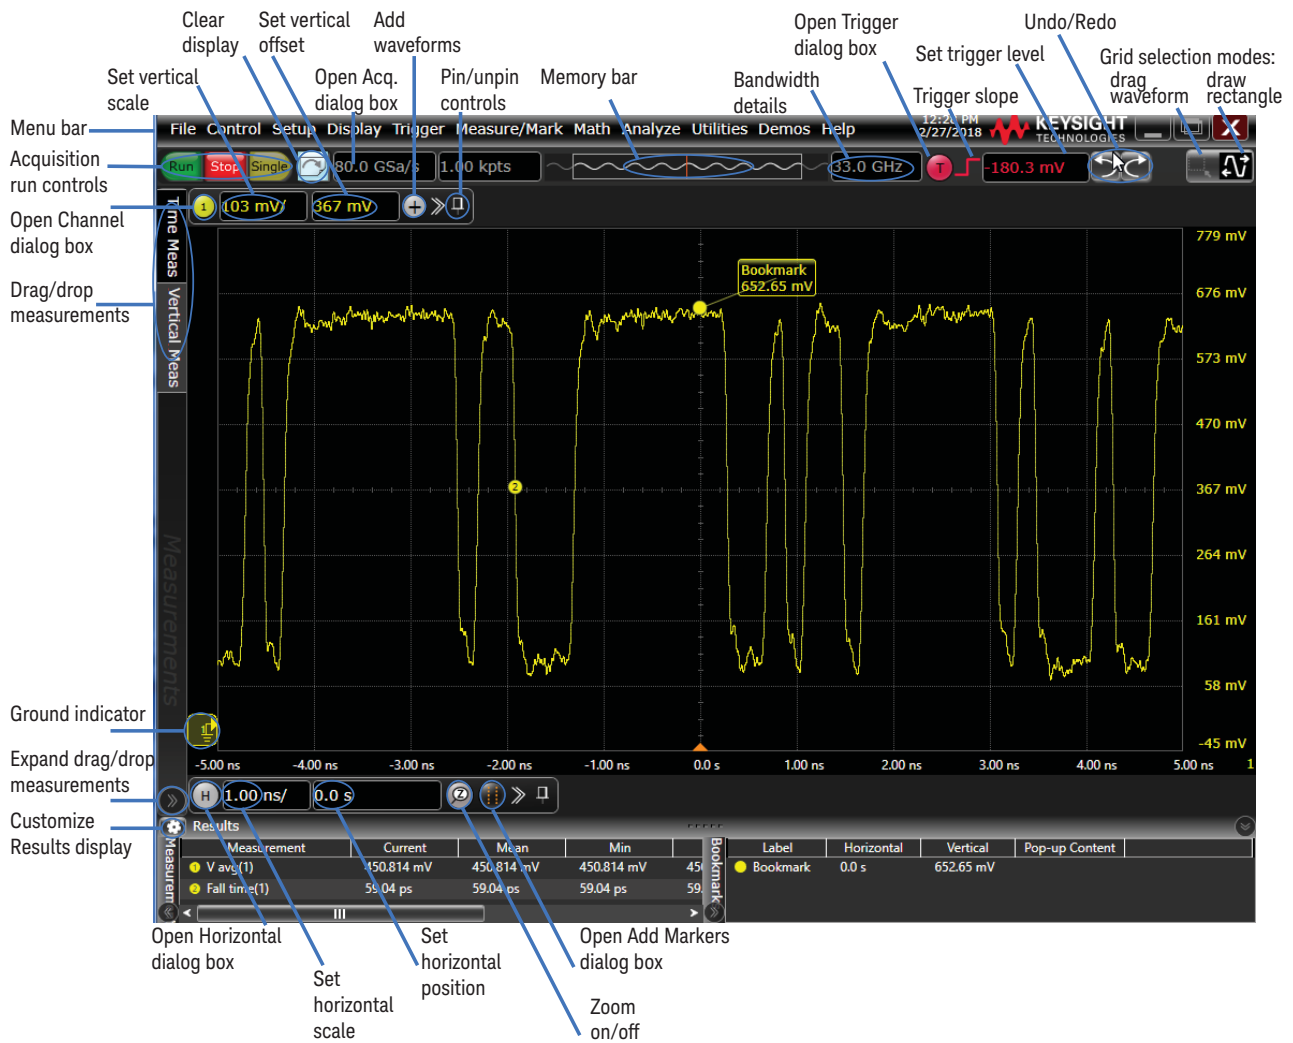 Clear
display
Set vertical
offset
Add
waveforms
Open Trigger
dialog box
Undo/Redo
Set vertical
scale
Open Acq.
dialog box
Pin/unpin
controls
Memory bar
Bandwidth
details
Set trigger level
Trigger slope
Grid selection modes:
drag
waveform
draw
rectangle
Menu bar
File Control Setup Display Trigger Measure/Mark Math Analyze Utilities Demos Help
2/27/2018
KEYSIGHT
TECHNOLOGIES
X
Acquisition
run controls
Run
Stop
Single
80.0 GSa/s
1.00 kpts
33.0 GHz
T
-180.3 mV
Open Channel
dialog box
1
103 mV/
367 mV
Time Meas
Vertical Meas
Measurements
Drag/drop
measurements
Bookmark
652.65 mV
2
779 mV
676 mV
573 mV
470 mV
367 mV
264 mV
161 mV
58 mV
-45 mV
Ground indicator
1
-5.00 ns
-4.00 ns
-3.00 ns
-2.00 ns
-1.00 ns
0.0 s
1.00 ns
2.00 ns
3.00 ns
4.00 ns
5.00 ns
1
Expand drag/drop
measurements
H
1.00 ns/
0.0 s
Z
Customize
Results display
Results
Measurem
Measurement Current Mean Min
1 V avg(1) 450.814 mV 450.814 mV 450.814 mV
2 Fall time(1) 59.04 ps 59.04 ps 59.04 ps 59.
Bookmark
Label Horizontal Vertical Pop-up Content
Bookmark 0.0 s 652.65 mV
Open Horizontal
dialog box
Set
horizontal
scale
Set
horizontal
position
Open Add Markers
dialog box
Zoom
on/off